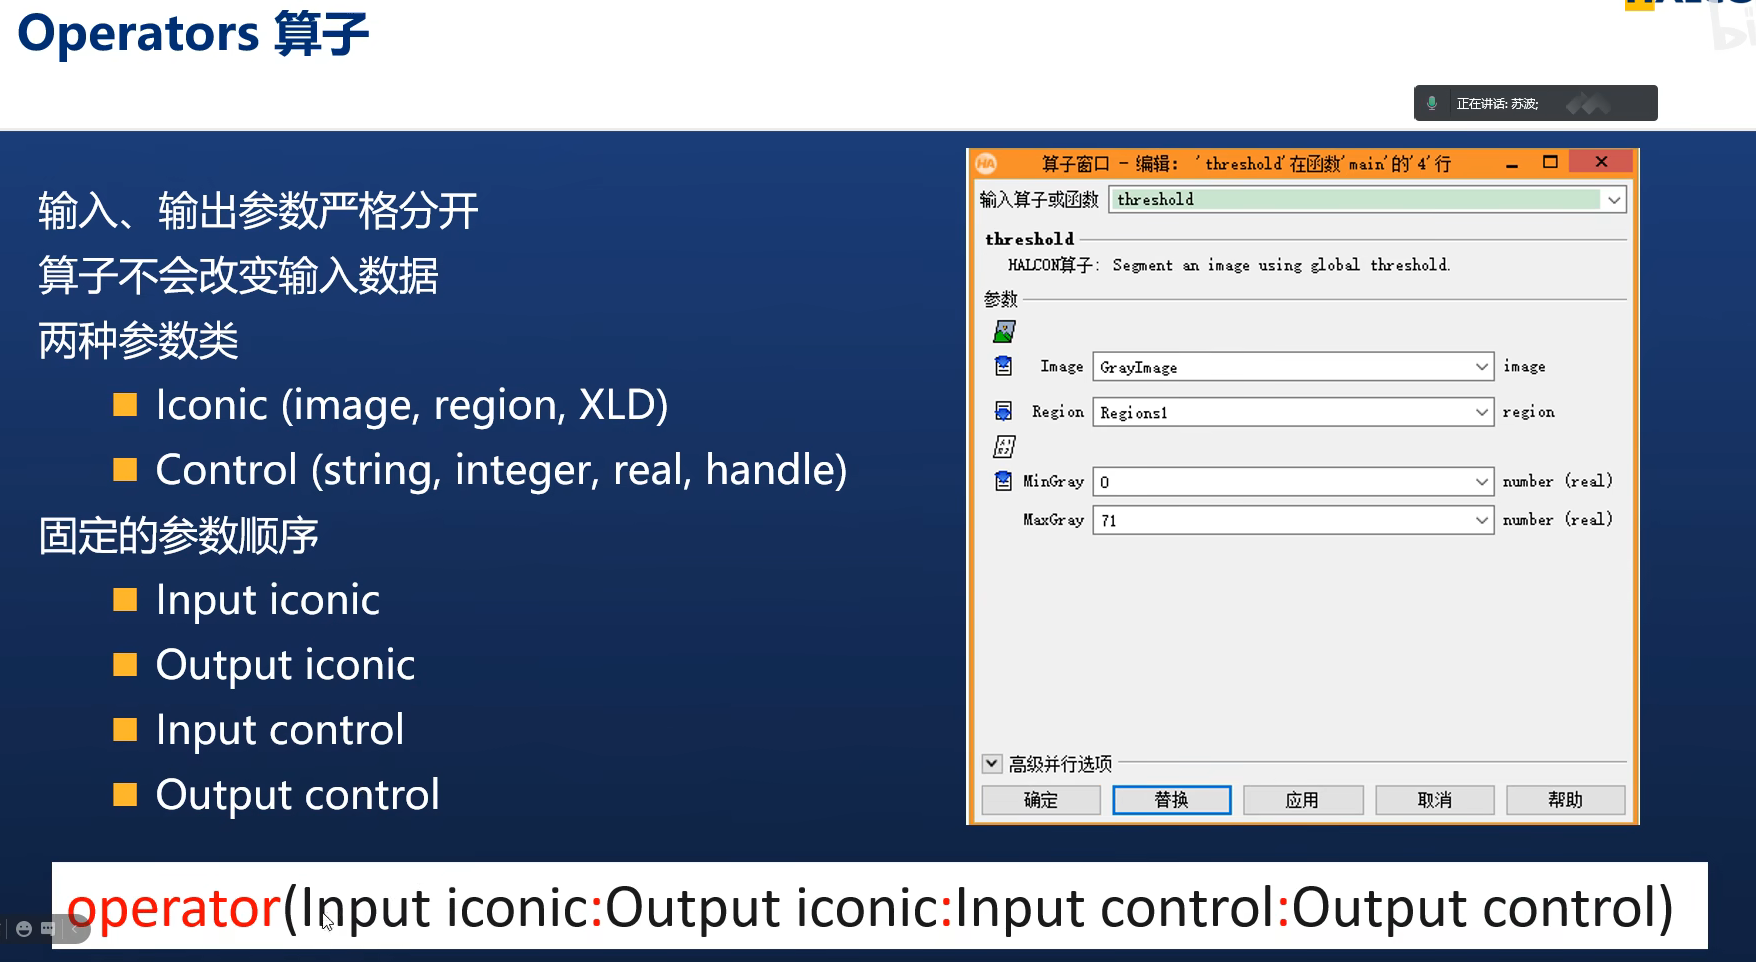 Operators 算子
正在讲话: 苏波;
输入、输出参数严格分开
算子不会改变输入数据
两种参数类
Iconic (image, region, XLD)
Control (string, integer, real, handle)
固定的参数顺序
Input iconic
Output iconic
Input control
Output control
算子窗口 - 编辑: 'threshold'在函数'main'的'4'行
输入算子或函数 threshold
threshold
HALCON算子: Segment an image using global threshold.
参数
Image GrayImage image
Region Regions1 region
MinGray 0 number (real)
MaxGray 71 number (real)
高级并行选项
确定 替换 应用 取消 帮助
operator(Input iconic:Output iconic:Input control:Output control)